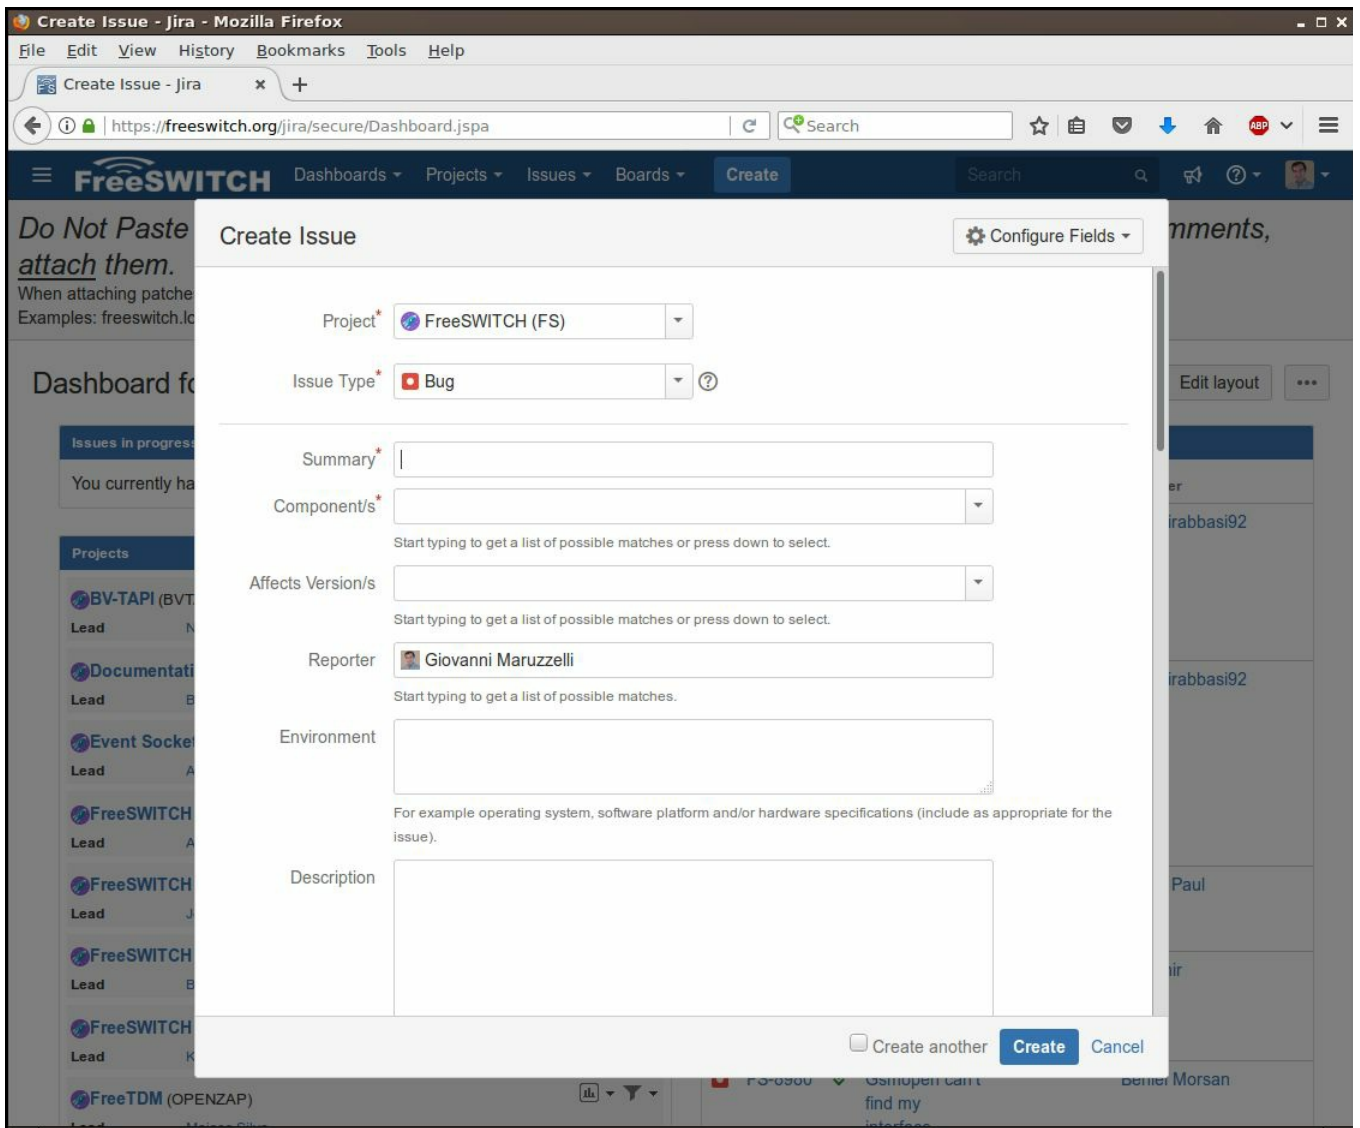 Create Issue - Jira - Mozilla Firefox
File Edit View History Bookmarks Tools Help
Create Issue - Jira
https://freeswitch.org/jira/secure/Dashboard.jspa Search ABP
FreeSWITCH Dashboards Projects Issues Boards Create Search
Do Not Paste mments,
attach them.
When attaching patche
Examples: freeswitch.lo
Create Issue Configure Fields
Project* FreeSWITCH (FS)
Issue Type* Bug
Dashboard fo Edit layout
Issues in progress
You currently ha
Summary*
Component/s*
Start typing to get a list of possible matches or press down to select.
Affects Version/s
Start typing to get a list of possible matches or press down to select.
Reporter Giovanni Maruzzelli
Start typing to get a list of possible matches.
Environment
For example operating system, software platform and/or hardware specifications (include as appropriate for the
issue).
Description
Create another Create Cancel
Projects
BV-TAPI (BVT
Lead N
Documentati
Lead B
Event Socket
Lead A
FreeSWITCH
Lead A
FreeSWITCH
Lead J
FreeSWITCH
Lead B
FreeSWITCH
Lead K
FreeTDM (OPENZAP)
er
irabbasi92
irabbasi92
Paul
Gsmopen can't
find my
Morsan